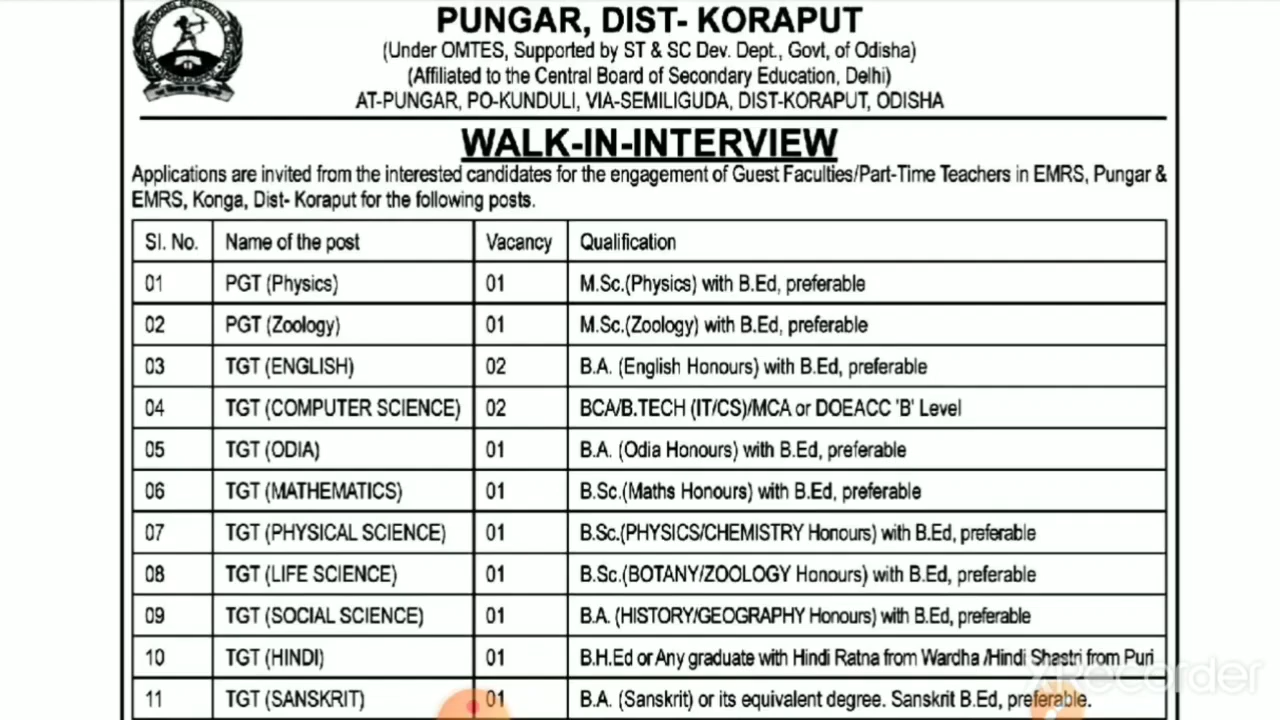 PUNGAR, DIST- KORAPUT
(Under OMTES, Supported by ST & SC Dev. Dept., Govt, of Odisha)
(Affiliated to the Central Board of Secondary Education, Delhi)
AT-PUNGAR, PO-KUNDULI, VIA-SEMILIGUDA, DIST-KORAPUT, ODISHA
WALK-IN-INTERVIEW
Applications are invited from the interested candidates for the engagement of Guest Faculties/Part-Time Teachers in EMRS, Pungar &
EMRS, Konga, Dist- Koraput for the following posts.
Sl. No. Name of the post Vacancy Qualification
01 PGT (Physics) 01 M.Sc.(Physics) with B.Ed, preferable
02 PGT (Zoology) 01 M.Sc.(Zoology) with B.Ed, preferable
03 TGT (ENGLISH) 02 B.A. (English Honours) with B.Ed, preferable
04 TGT (COMPUTER SCIENCE) 02 BCA/B.TECH (IT/CS)/MCA or DOEACC 'B' Level
05 TGT (ODIA) 01 B.A. (Odia Honours) with B.Ed, preferable
06 TGT (MATHEMATICS) 01 B.Sc.(Maths Honours) with B.Ed, preferable
07 TGT (PHYSICAL SCIENCE) 01 B.Sc.(PHYSICS/CHEMISTRY Honours) with B.Ed, preferable
08 TGT (LIFE SCIENCE) 01 B.Sc.(BOTANY/ZOOLOGY Honours) with B.Ed, preferable
09 TGT (SOCIAL SCIENCE) 01 B.A. (HISTORY/GEOGRAPHY Honours) with B.Ed, preferable
10 TGT (HINDI) 01 B.H.Ed or Any graduate with Hindi Ratna from Wardha /Hindi Shastri from Puri
11 TGT (SANSKRIT) 01 B.A. (Sanskrit) or its equivalent degree. Sanskrit B.Ed, preferable.
XRecorder